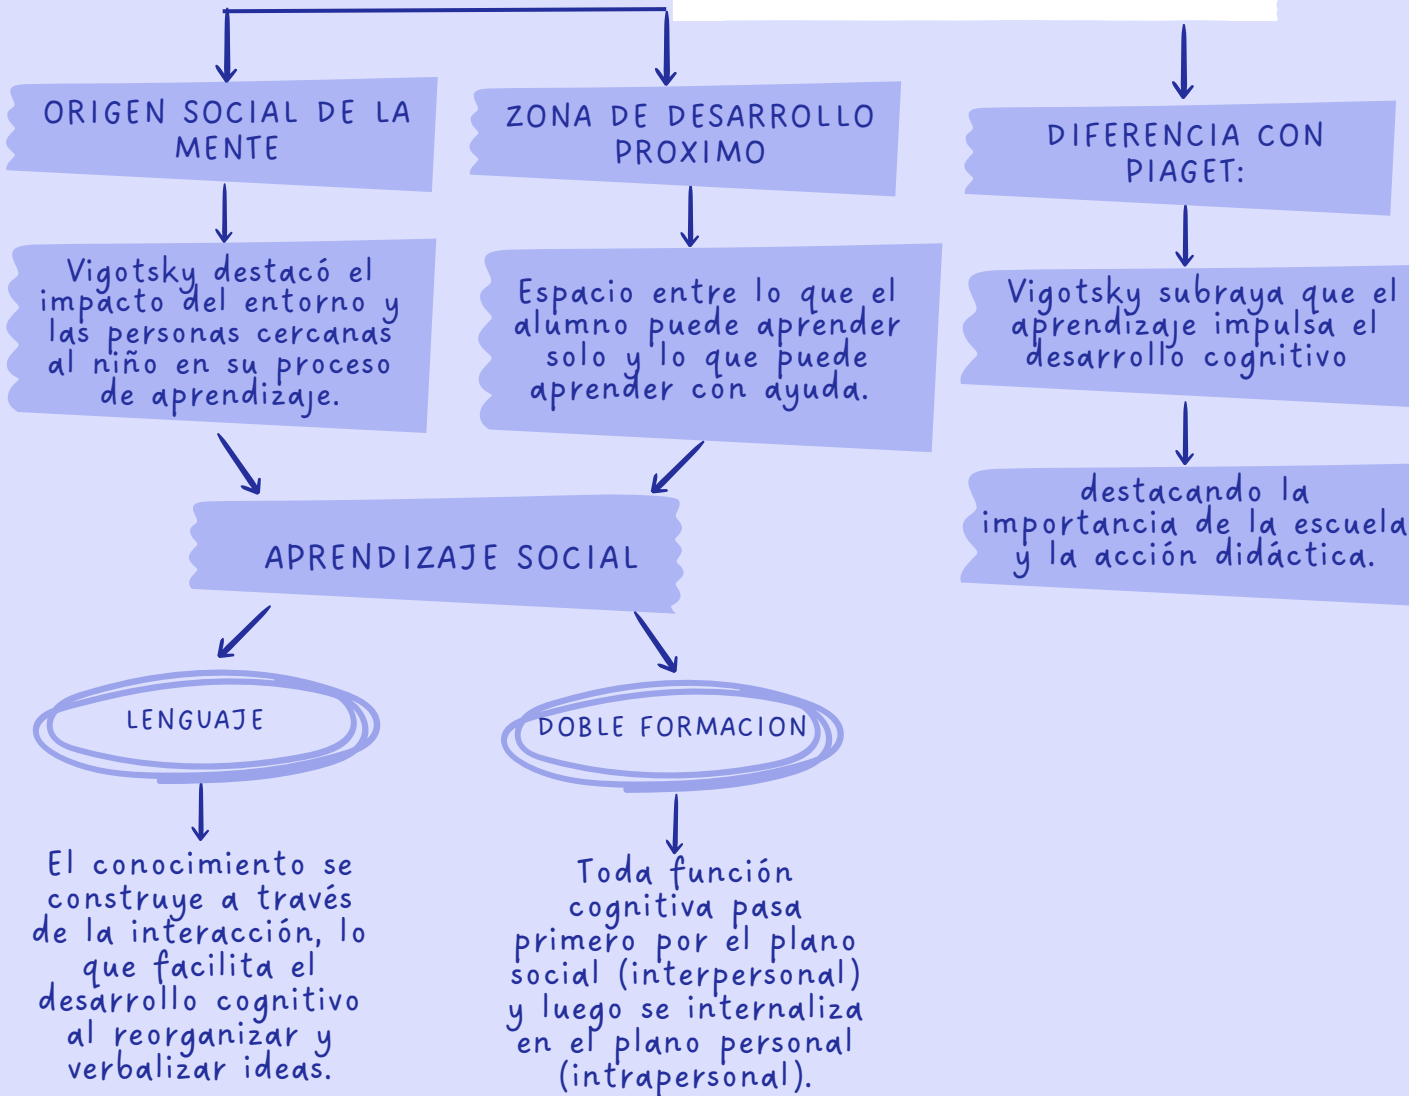 ORIGEN SOCIAL DE LA
MENTE
ZONA DE DESARROLLO
PROXIMO
DIFERENCIA CON
PIAGET:
Vigotsky destacó el
impacto del entorno y
las personas cercanas
al niño en su proceso
de aprendizaje.
Espacio entre lo que el
alumno puede aprender
solo y lo que puede
aprender con ayuda.
Vigotsky subraya que el
aprendizaje impulsa el
desarrollo cognitivo
destacando la
importancia de la escuela
y la acción didáctica.
APRENDIZAJE SOCIAL
LENGUAJE
DOBLE FORMACION
El conocimiento se
construye a través
de la interacción, lo
que facilita el
desarrollo cognitivo
al reorganizar y
verbalizar ideas.
Toda función
cognitiva pasa
primero por el plano
social (interpersonal)
y luego se internaliza
en el plano personal
(intrapersonal).